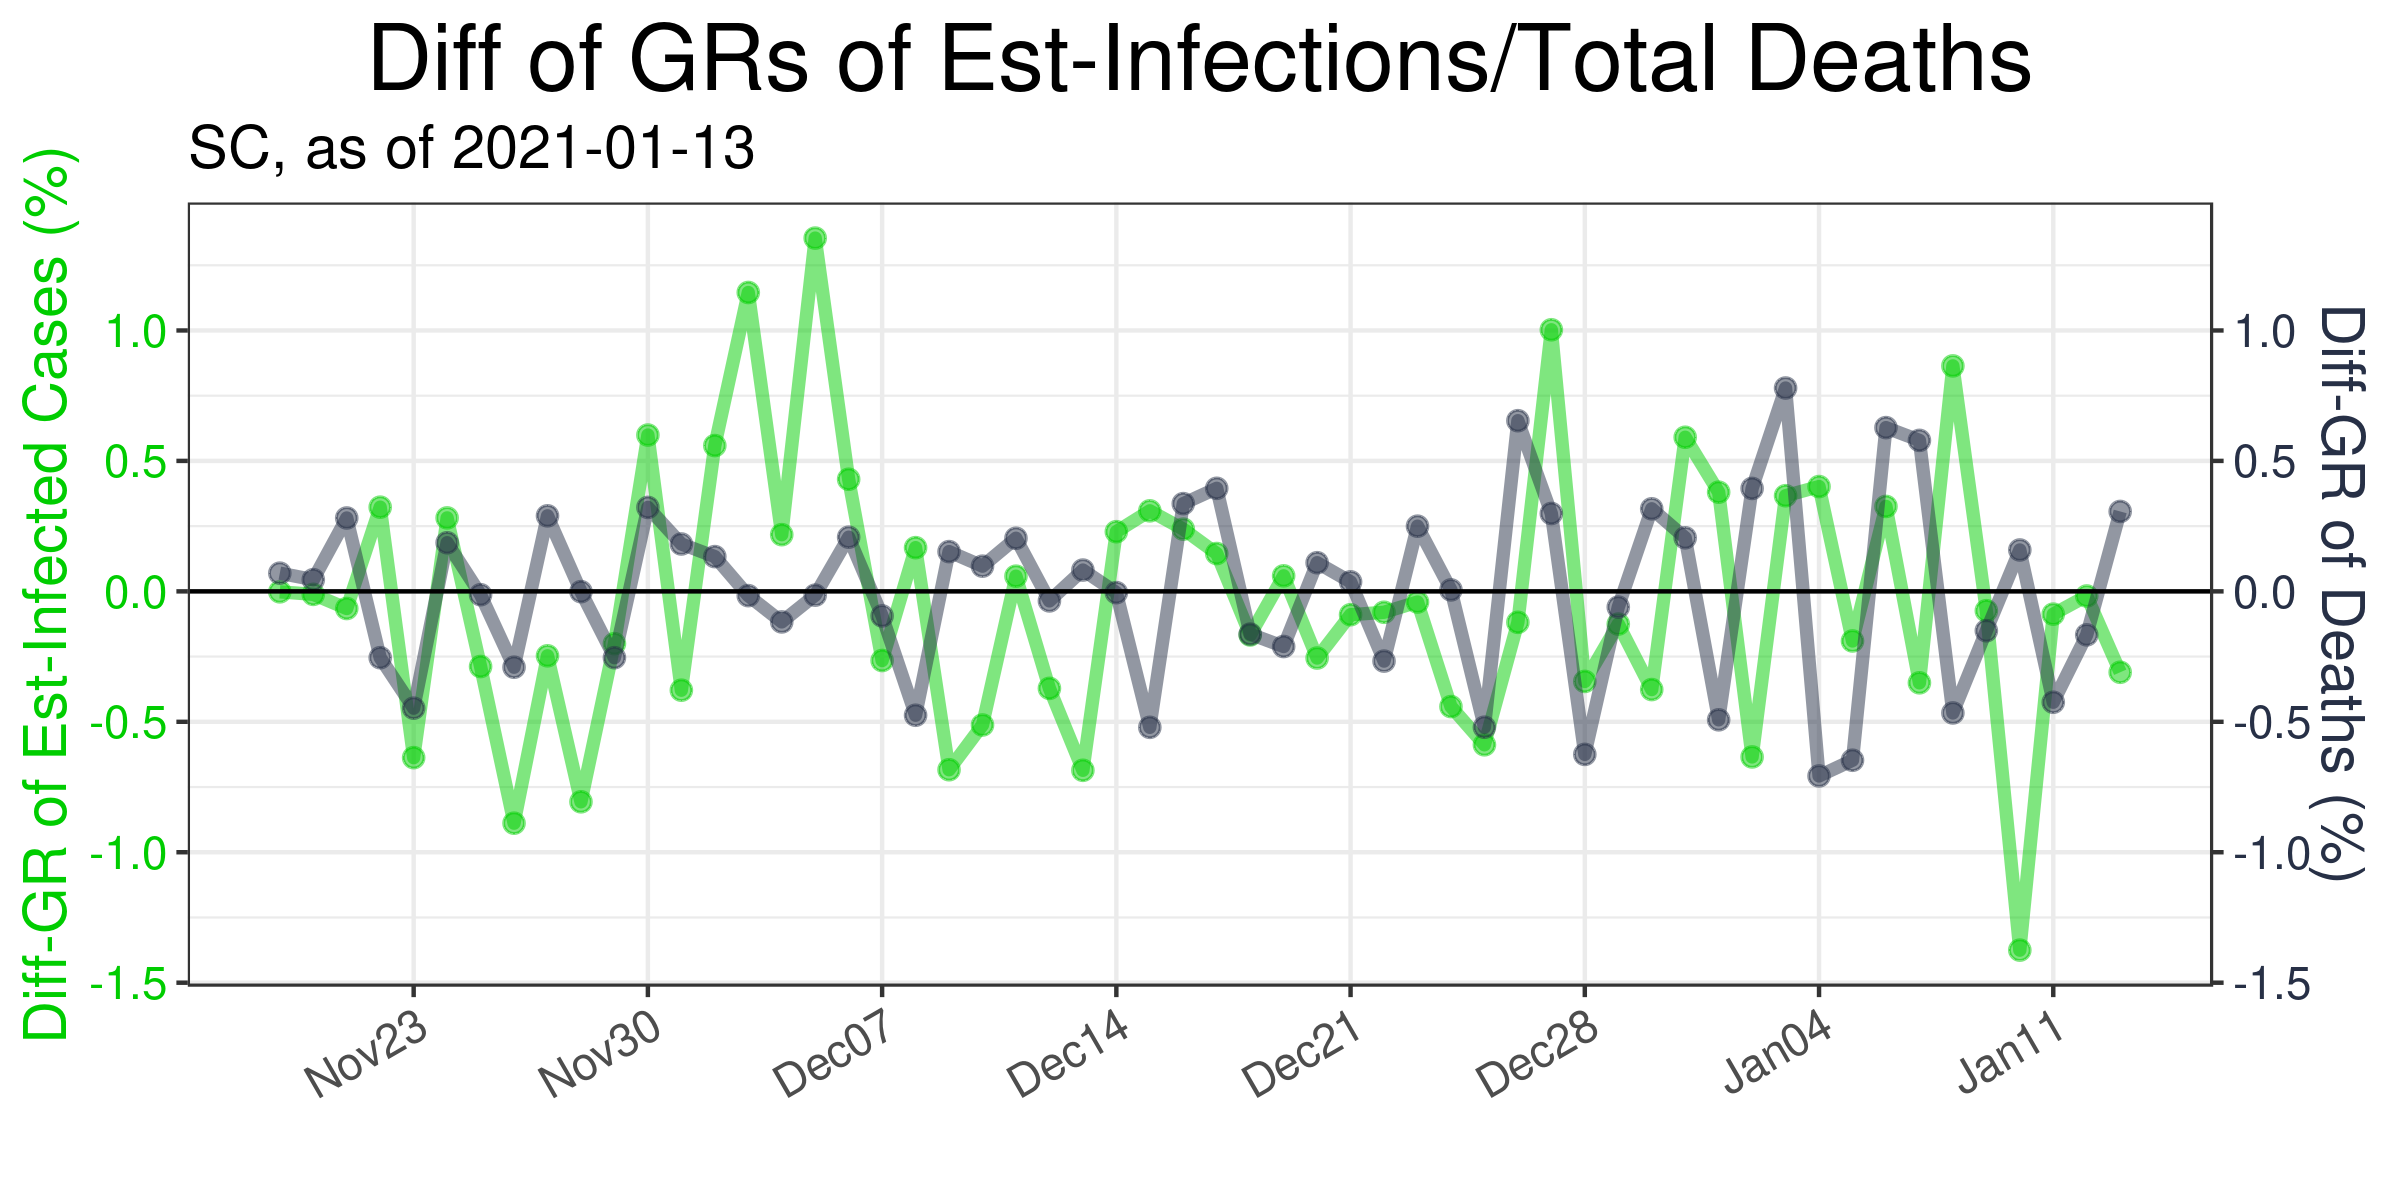 Diff of GRs of Est-Infections/Total Deaths
SC, as of 2021-01-13
Diff-GR of Est-Infected Cases (%)
1.0
0.5
0.0
-0.5
-1.0
-1.5
1.0
0.5
0.0
-0.5
-1.0
-1.5
Diff-GR of Deaths (%)
Nov23
Nov30
Dec07
Dec14
Dec21
Dec28
Jan04
Jan11